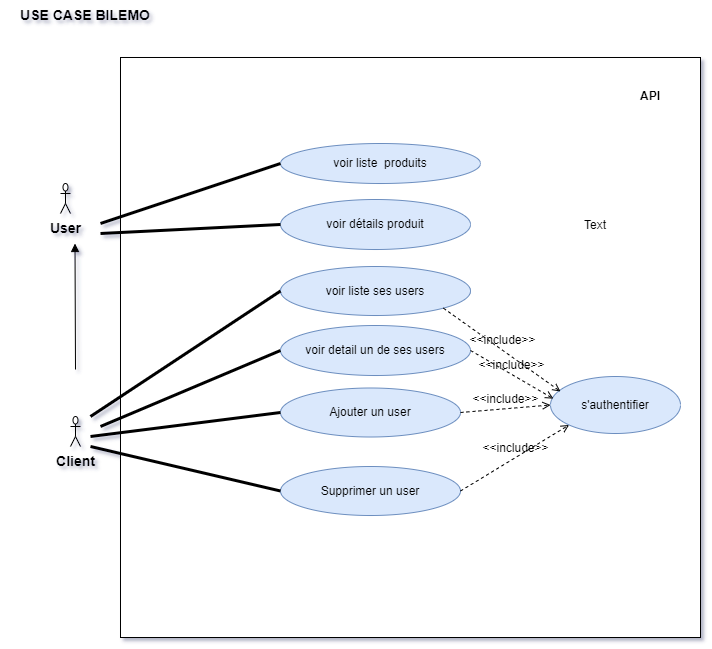 USE CASE BILEMO
API
voir liste  produits
User
voir détails produit
Text
voir liste ses users
<<include>>
voir detail un de ses users
<<include>>
<<include>>
s'authentifier
Ajouter un user
Client
<<include>>
Supprimer un user